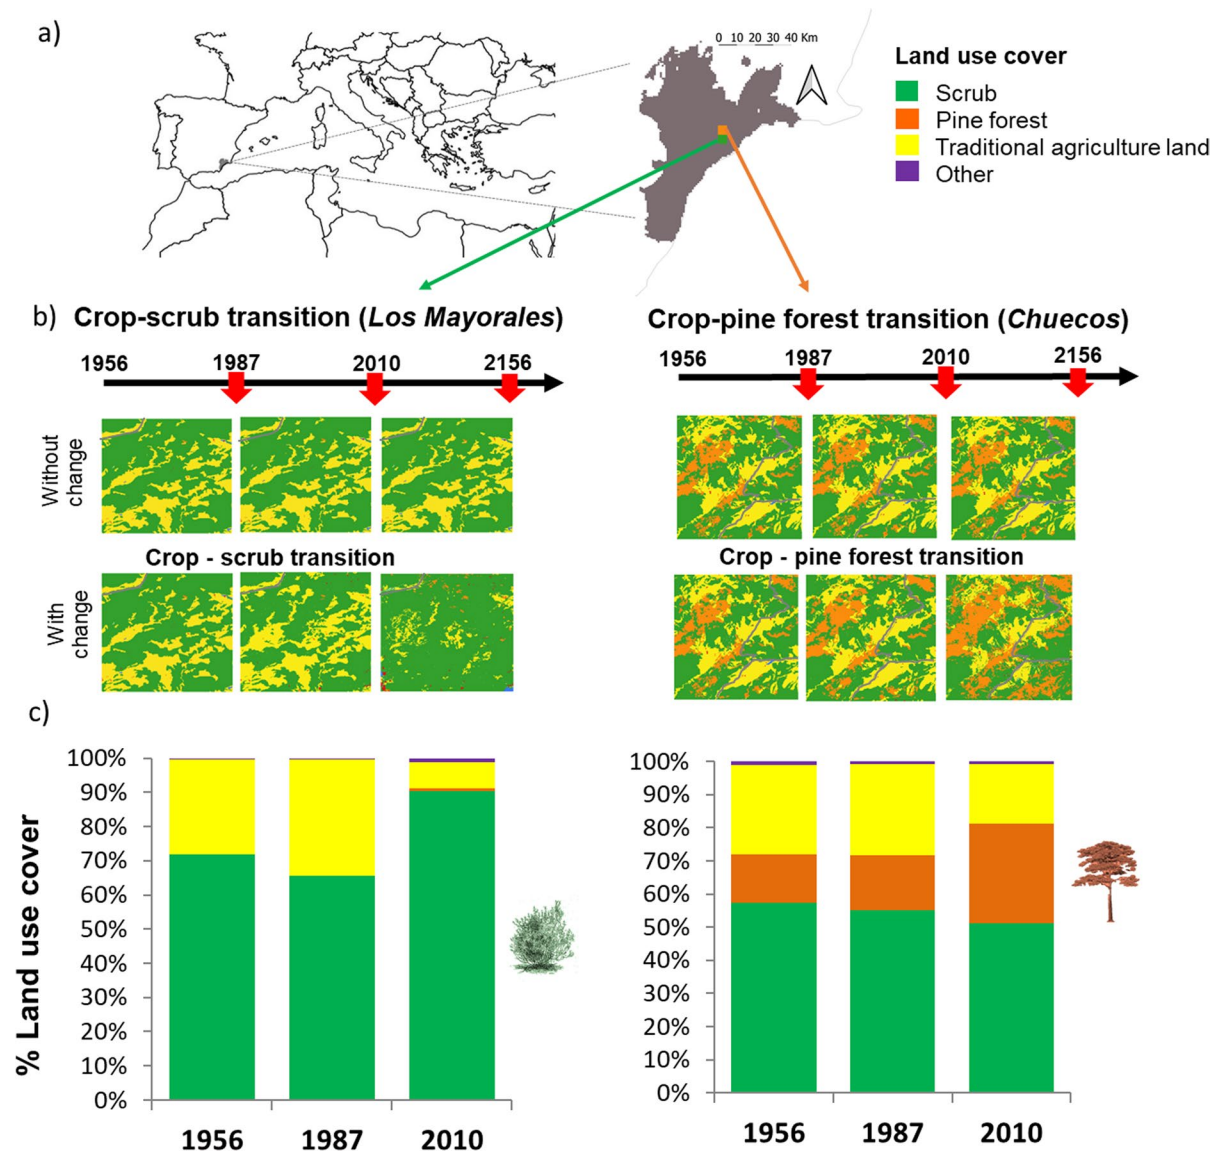 a)
0 10 20 30 40 Km
Land use cover
Scrub
Pine forest
Traditional agriculture land
Other
b)
Crop-scrub transition (Los Mayorales)
1956 1987 2010 2156
Without
change
Crop - scrub transition
With
change
Crop-pine forest transition (Chuecos)
1956 1987 2010 2156
Crop - pine forest transition
c)
% Land use cover
100%
90%
80%
70%
60%
50%
40%
30%
20%
10%
0%
1956 1987 2010
100%
90%
80%
70%
60%
50%
40%
30%
20%
10%
0%
1956 1987 2010